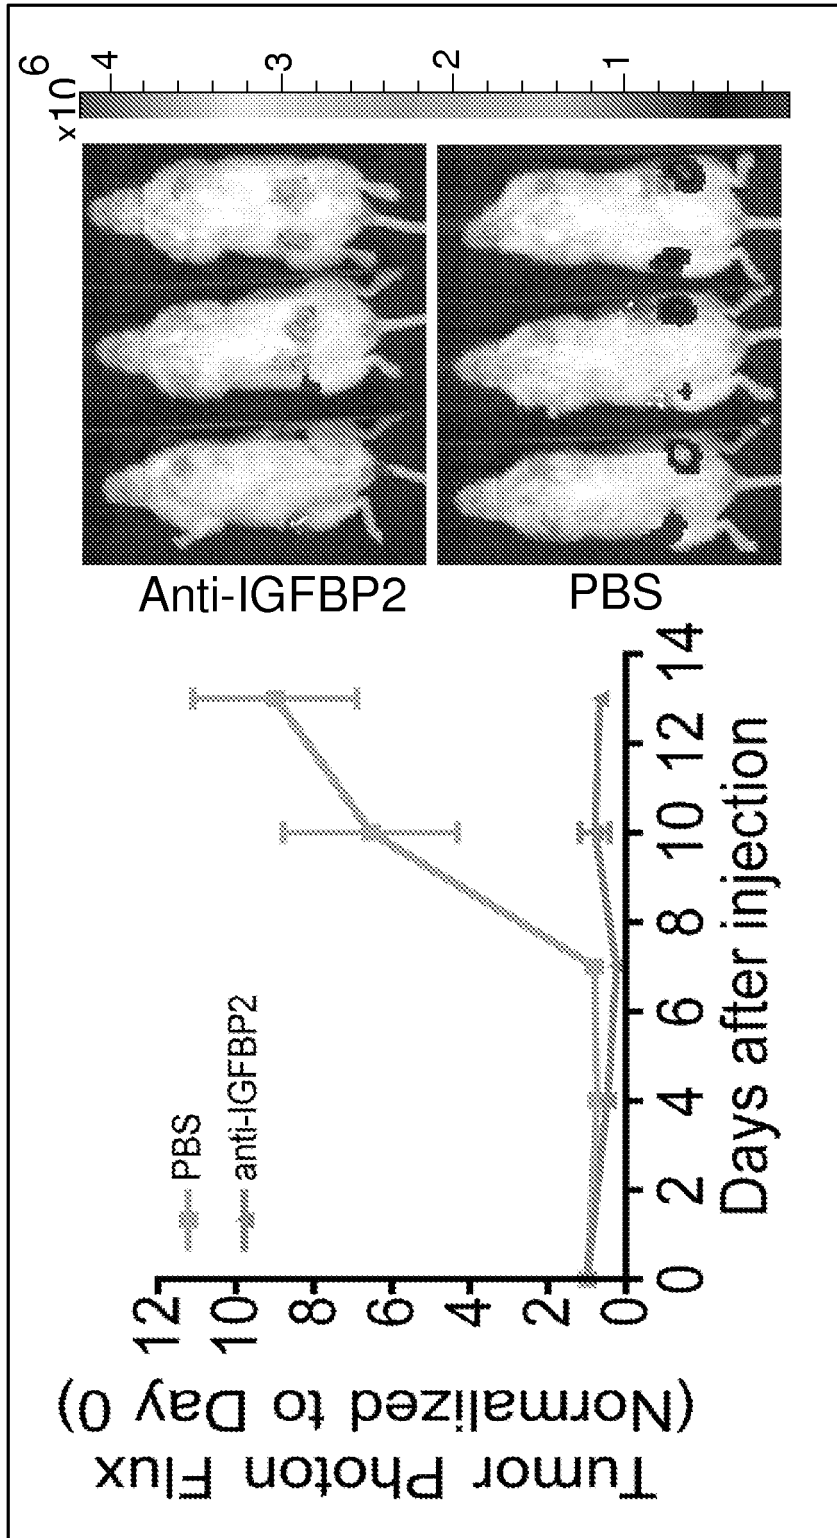 Tumor Photon Flux
(Normalized to Day 0)
12
10
8
6
4
2
0
PBS
anti-IGFBP2
0 2 4 6 8 10 12 14
Days after injection
Anti-IGFBP2
PBS
x10 6
4
3
2
1